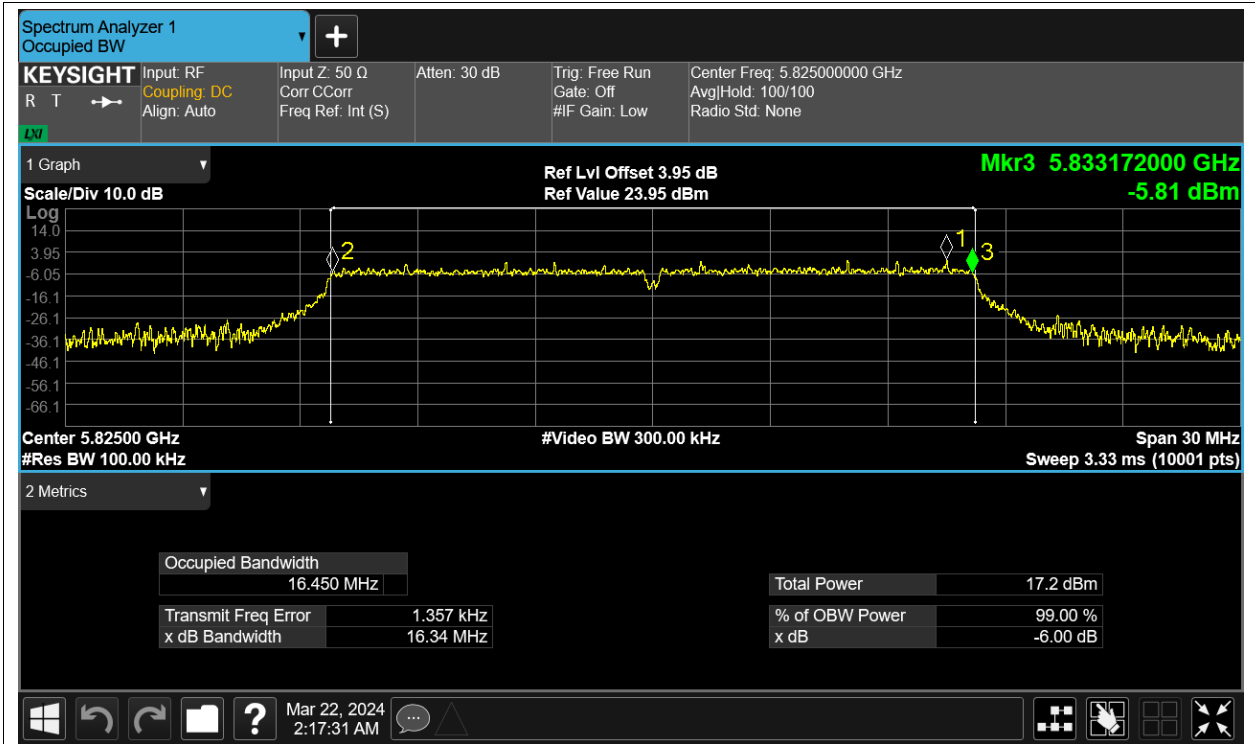 Spectrum Analyzer 1
Occupied BW
KEYSIGHT
R T
LXI
Input: RF
Coupling: DC
Align: Auto
Input Z: 50 Ω
Corr CCorr
Freq Ref: Int (S)
Atten: 30 dB
Trig: Free Run
Gate: Off
#IF Gain: Low
Center Freq: 5.825000000 GHz
Avg|Hold: 100/100
Radio Std: None
1 Graph
Scale/Div 10.0 dB
Ref Lvl Offset 3.95 dB
Ref Value 23.95 dBm
Mkr3 5.833172000 GHz
-5.81 dBm
Log
14.0
3.95
-6.05
-16.1
-26.1
-36.1
-46.1
-56.1
-66.1
2
1
3
Center 5.82500 GHz
#Res BW 100.00 kHz
#Video BW 300.00 kHz
Span 30 MHz
Sweep 3.33 ms (10001 pts)
2 Metrics
Occupied Bandwidth
16.450 MHz
Transmit Freq Error 1.357 kHz
x dB Bandwidth 16.34 MHz
Total Power 17.2 dBm
% of OBW Power 99.00 %
x dB -6.00 dB
?
Mar 22, 2024
2:17:31 AM